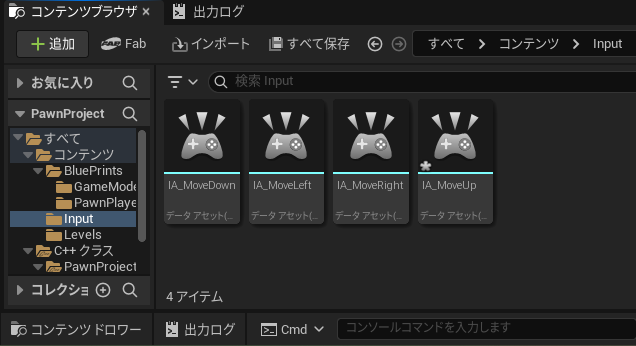 コンテンツブラウザ ×
出力ログ
追加
Fab
インポート
すべて保存
すべて > コンテンツ > Input
お気に入り
検索 Input
PawnProject
すべて
コンテンツ
BluePrints
GameMode
PawnPlaye
Input
Levels
C++ クラス
PawnProject
コレクショ
IA_MoveDown
データ アセット(...
IA_MoveLeft
データ アセット(...
IA_MoveRight
データ アセット(...
IA_MoveUp
データ アセット(...
4 アイテム
コンテンツ ドロワー
出力ログ
Cmd
コンソールコマンドを入力します